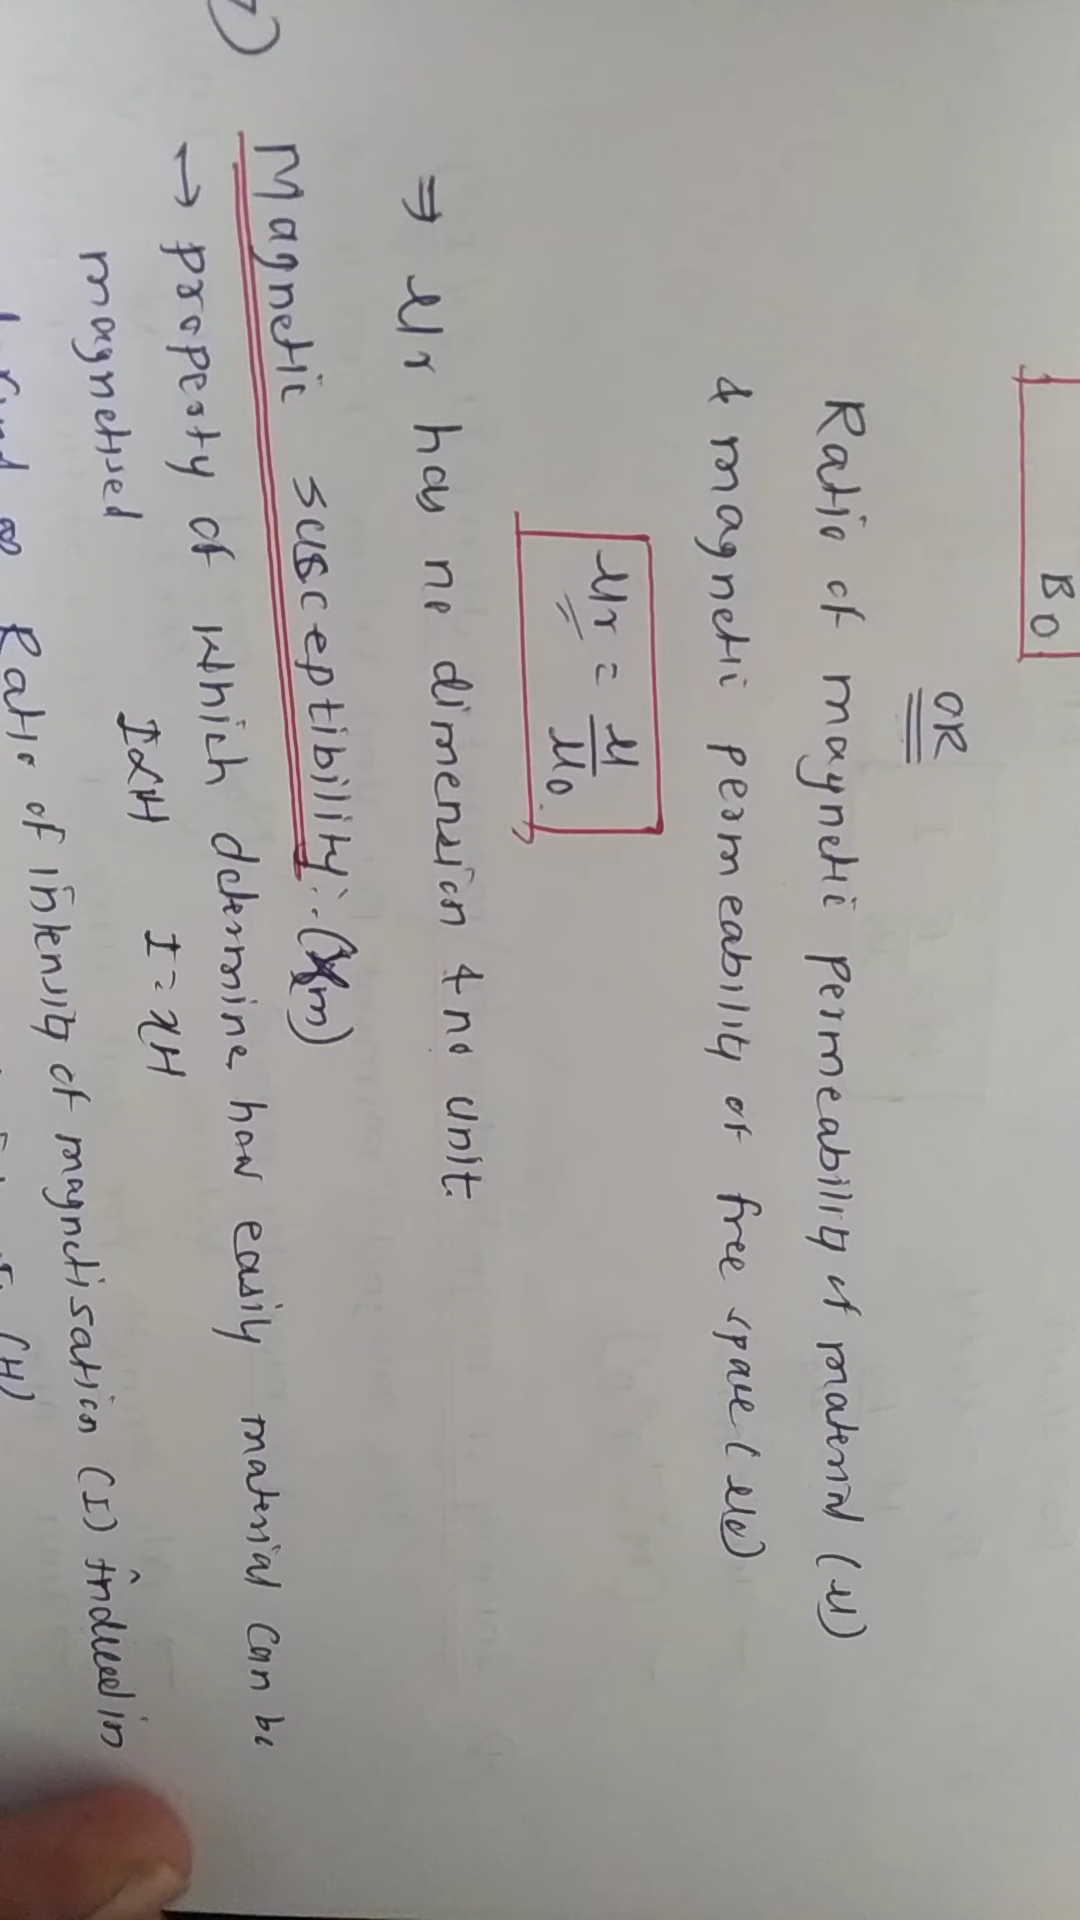 B0
OR
Ratio of magnetic permeability of material (μ)
& magnetic permeability of free space (μ0)
μr = μ/μ0
⇒ μr has no dimension & no unit.
7) Magnetic susceptibility:- (χm)
→ property of which determine how easily material can be
magnetised I∝H I=χH
Ratio of intensity of magnetisation (I) induced in
(H)